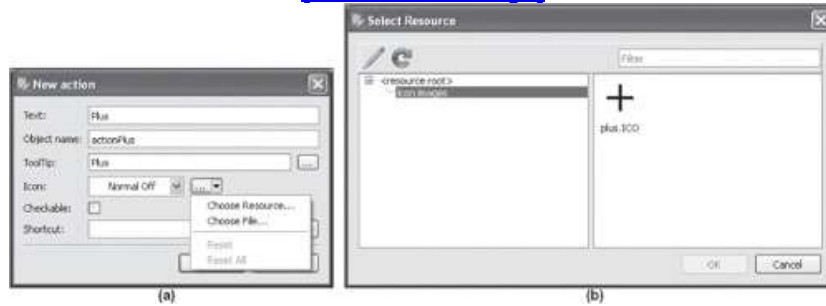 New action
Text:
Plus
Object name:
actionPlus
ToolTip:
Plus
...
Icon:
Normal Off
...
Choose Resource...
Choose File...
Reset
Reset All
Checkable:
Shortcut:
(a)
Select Resource
Filter
<resource root>
icon images
plus.ICO
OK
Cancel
(b)